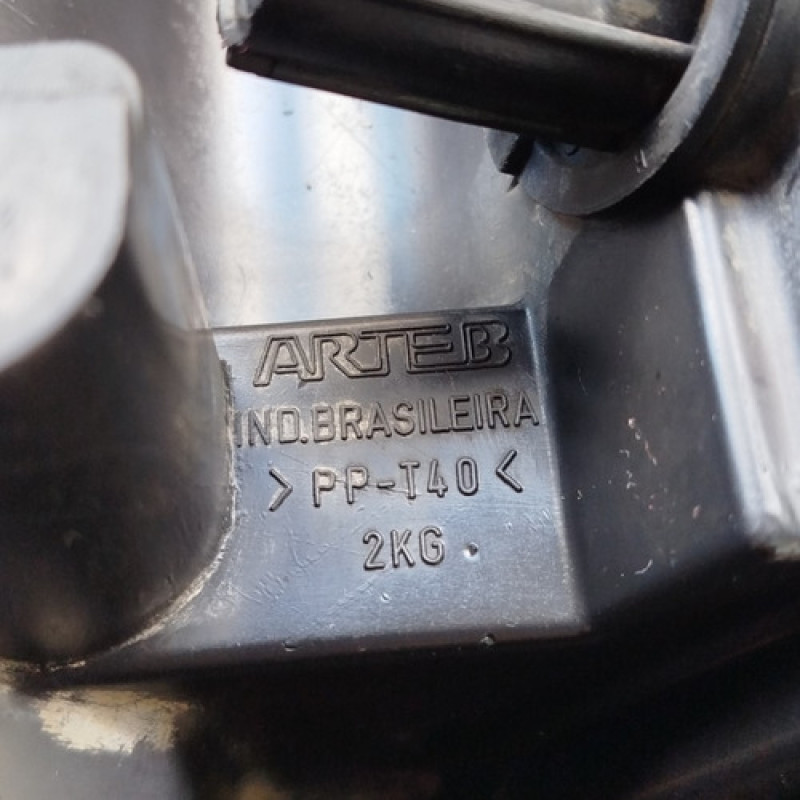 ARTEB
IND.BRASILEIRA
>PP-T40<
2KG.